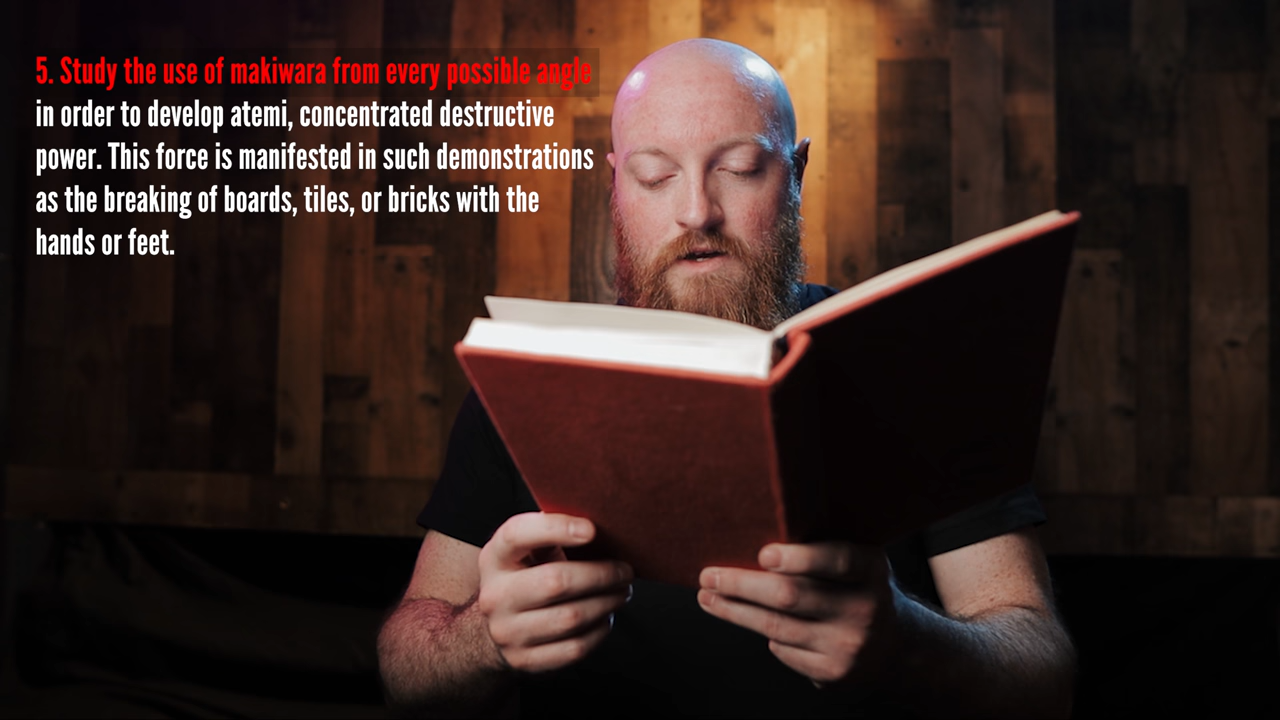 5. Study the use of makiwara from every possible angle
in order to develop atemi, concentrated destructive
power. This force is manifested in such demonstrations
as the breaking of boards, tiles, or bricks with the
hands or feet.